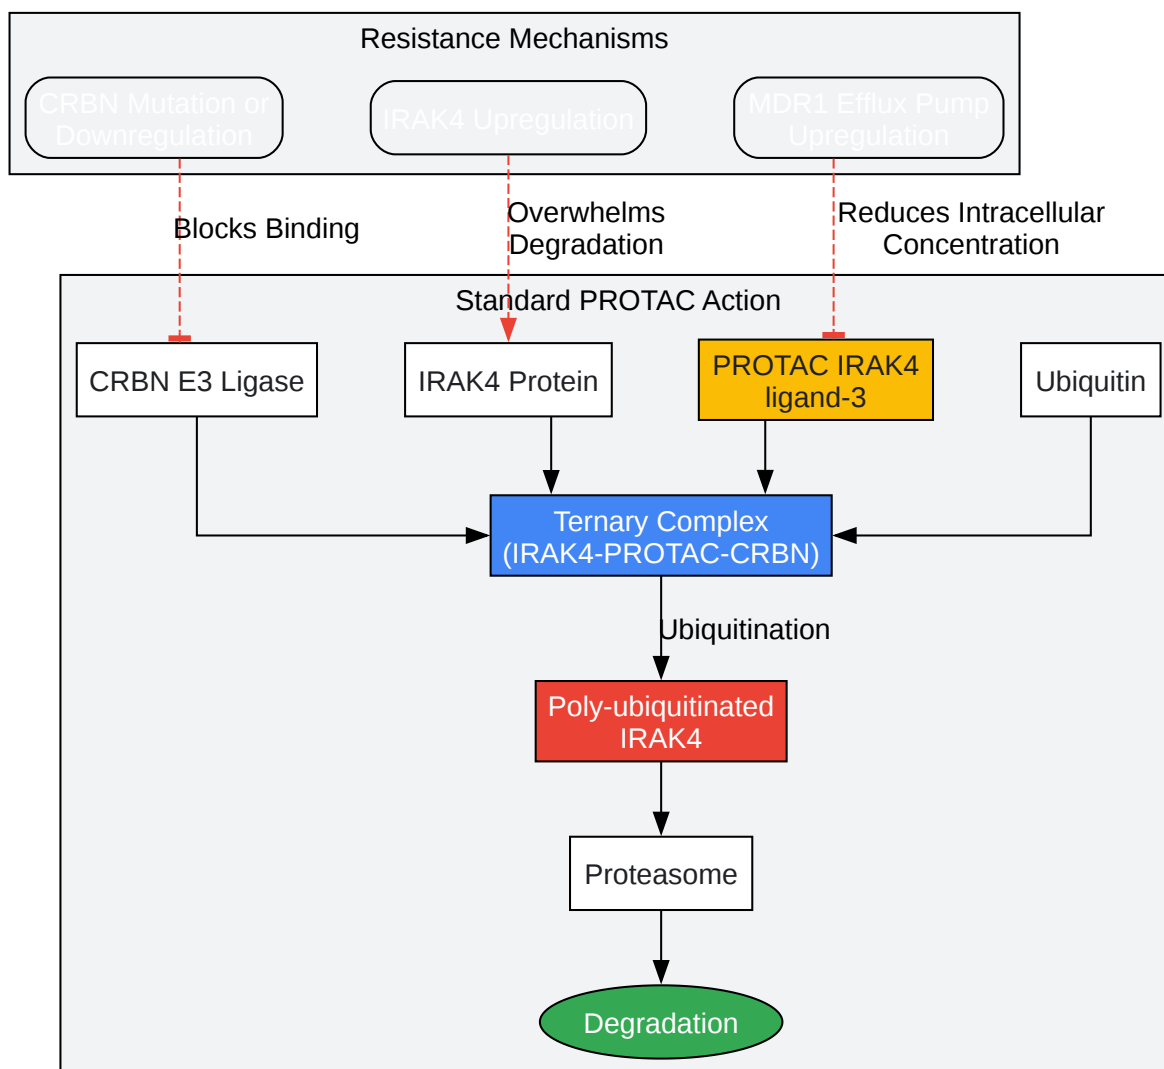 Resistance Mechanisms
CRBN Mutation or
Downregulation
IRAK4 Upregulation
MDR1 Efflux Pump
Upregulation
Blocks Binding
Overwhelms
Degradation
Reduces Intracellular
Concentration
Standard PROTAC Action
CRBN E3 Ligase
IRAK4 Protein
PROTAC IRAK4
ligand-3
Ubiquitin
Ternary Complex
(IRAK4-PROTAC-CRBN)
Ubiquitination
Poly-ubiquitinated
IRAK4
Proteasome
Degradation